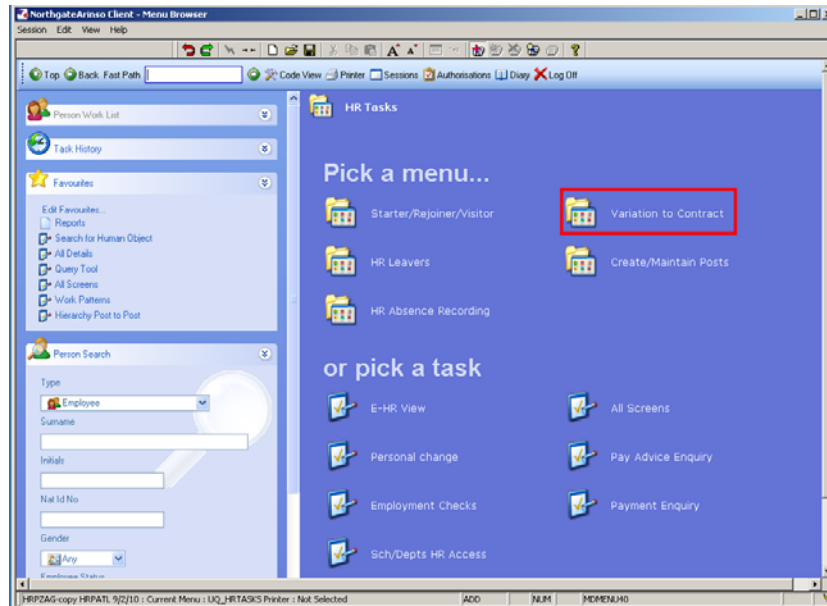 NorthgateArinso Client - Menu Browser
Session Edit View Help
Top Back Fast Path Code View Printer Sessions Authorisations Diary Log Off
Person Work List
Task History
Favourites
Edit Favourites...
Reports
Search for Human Object
All Details
Query Tool
All Screens
Work Patterns
Hierarchy Post to Post
Person Search
Type
Employee
Surname
Initials
Nat Id No
Gender
Any
Employee Status
HR Tasks
Pick a menu...
Starter/Rejoiner/Visitor Variation to Contract
HR Leavers Create/Maintain Posts
HR Absence Recording
or pick a task
E-HR View All Screens
Personal change Pay Advice Enquiry
Employment Checks Payment Enquiry
Sch/Depts HR Access
HRPZAG-copy HRPATL 9/2/10 : Current Menu : UQ_HRTASKS Printer : Not Selected ADD NUM MDMENU40